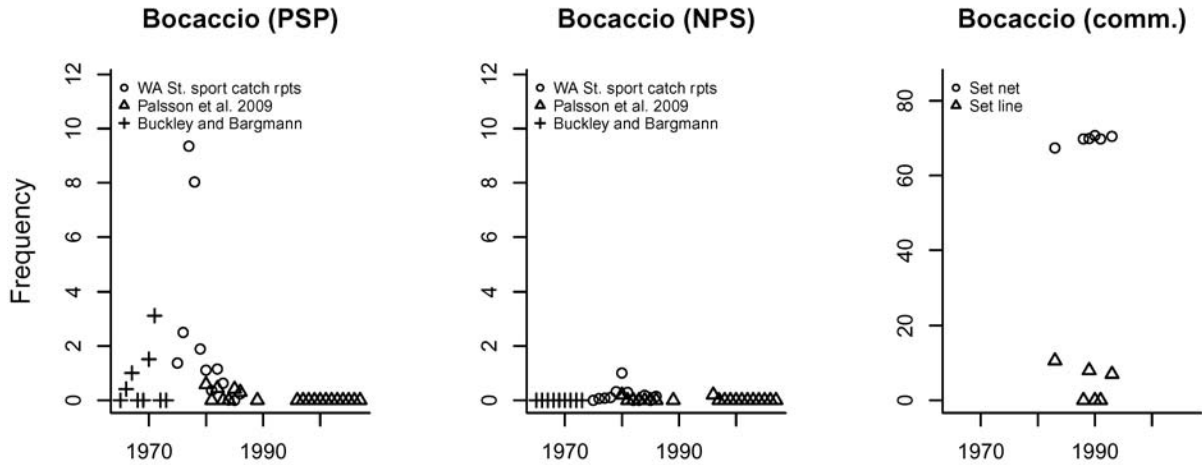 Bocaccio (PSP)
Frequency
12
10
8
6
4
2
0
WA St. sport catch rpts
Palsson et al. 2009
Buckley and Bargmann
1970
1990
Bocaccio (NPS)
12
10
8
6
4
2
0
WA St. sport catch rpts
Palsson et al. 2009
Buckley and Bargmann
1970
1990
Bocaccio (comm.)
80
60
40
20
0
Set net
Set line
1970
1990